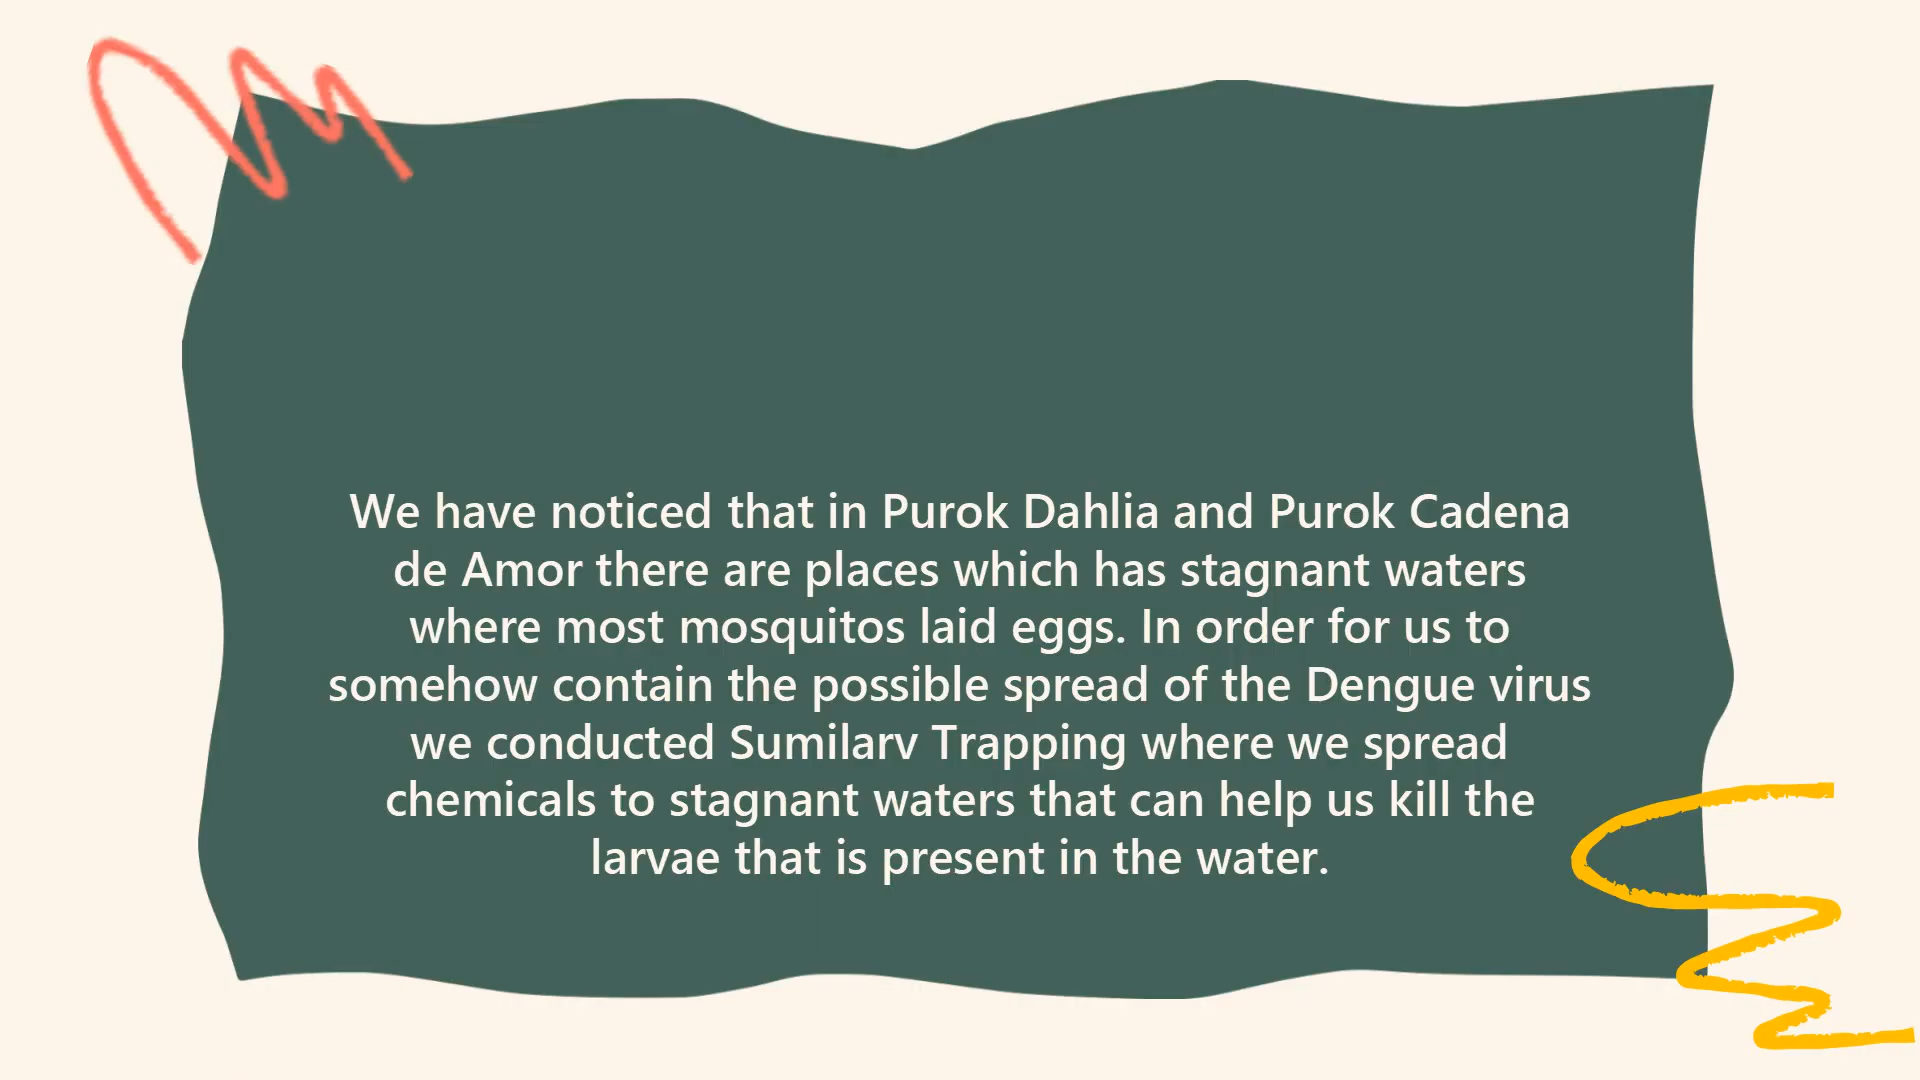 We have noticed that in Purok Dahlia and Purok Cadena
de Amor there are places which has stagnant waters
where most mosquitos laid eggs. In order for us to
somehow contain the possible spread of the Dengue virus
we conducted Sumilarv Trapping where we spread
chemicals to stagnant waters that can help us kill the
larvae that is present in the water.